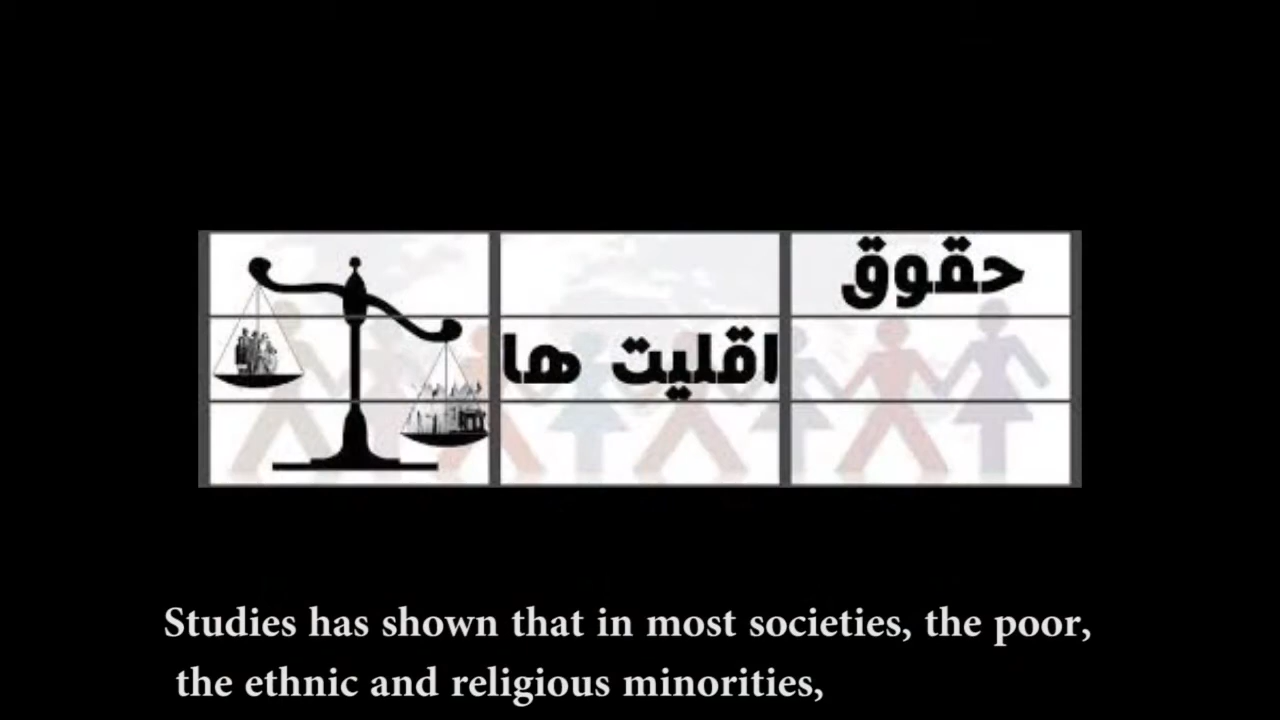 حقوق
اقلیت ها
Studies has shown that in most societies, the poor,
the ethnic and religious minorities,